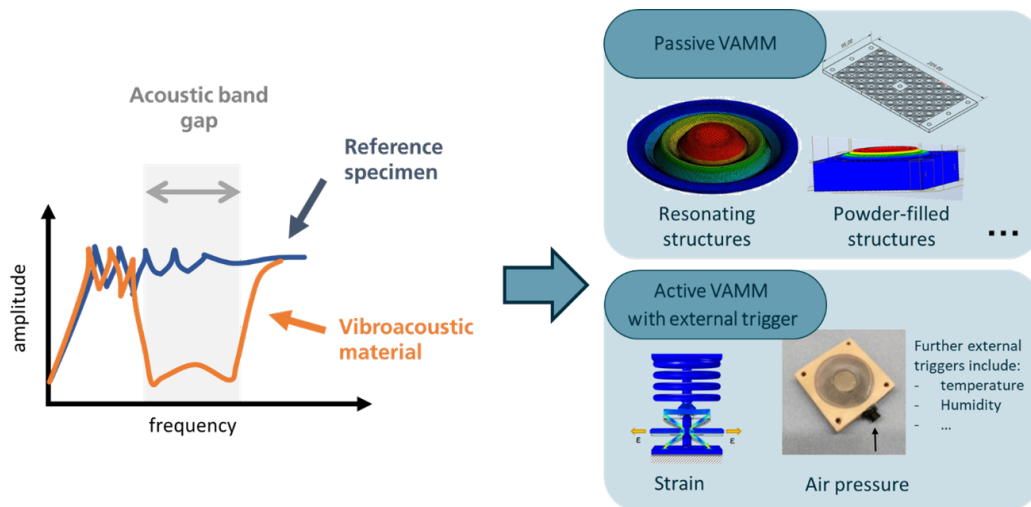 Acoustic band
gap
Reference
specimen
amplitude
Vibroacoustic
material
frequency
Passive VAMM
Resonating
structures
Powder-filled
structures
...
Active VAMM
with external trigger
ε
ε
Strain
Air pressure
Further external
triggers include:
- temperature
- Humidity
- ...